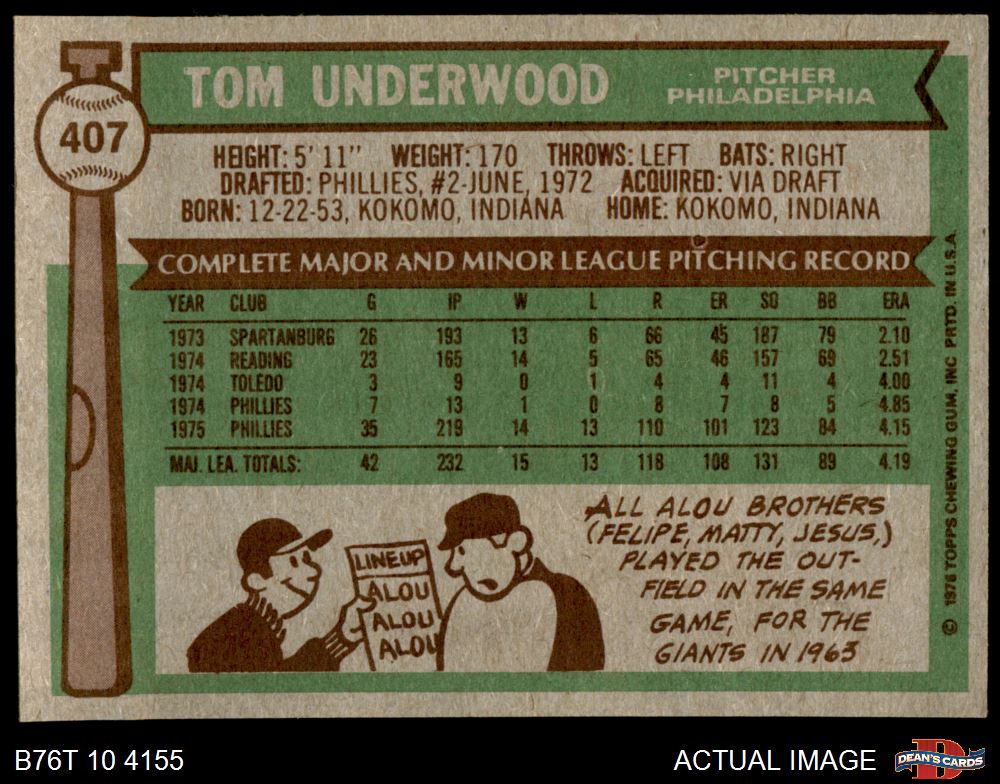 TOM UNDERWOOD
PITCHER
PHILADELPHIA
407
HEIGHT: 5' 11" WEIGHT: 170 THROWS: LEFT BATS: RIGHT
DRAFTED: PHILLIES, #2-JUNE, 1972 ACQUIRED: VIA DRAFT
BORN: 12-22-53, KOKOMO, INDIANA HOME: KOKOMO, INDIANA
COMPLETE MAJOR AND MINOR LEAGUE PITCHING RECORD
YEAR CLUB G IP W L R ER SO BB ERA
1973 SPARTANBURG 26 193 13 6 66 45 187 79 2.10
1974 READING 23 165 14 5 65 46 157 69 2.51
1974 TOLEDO 3 9 0 1 4 4 11 4 4.00
1974 PHILLIES 7 13 1 0 8 7 8 5 4.85
1975 PHILLIES 35 219 14 13 110 101 123 84 4.15
MAJ. LEA. TOTALS: 42 232 15 13 118 108 131 89 4.19
LINEUP
ALOU
ALOU
ALOU
ALL ALOU BROTHERS
(FELIPE, MATTY, JESUS,)
PLAYED THE OUT-
FIELD IN THE SAME
GAME, FOR THE
GIANTS IN 1963
© 1976 TOPPS CHEWING GUM, INC PRTD. IN U.S.A.
B76T 10 4155
ACTUAL IMAGE
D
DEAN'S CARDS